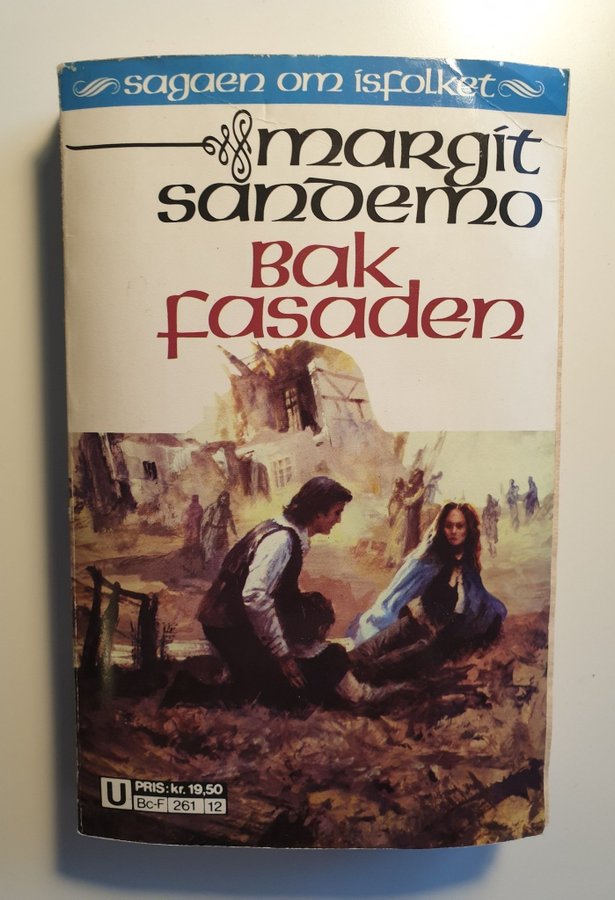 sagaen om isfolket
margit
sandemo
Bak
fasaden
U PRIS: kr. 19,50
Bc-F 261 12